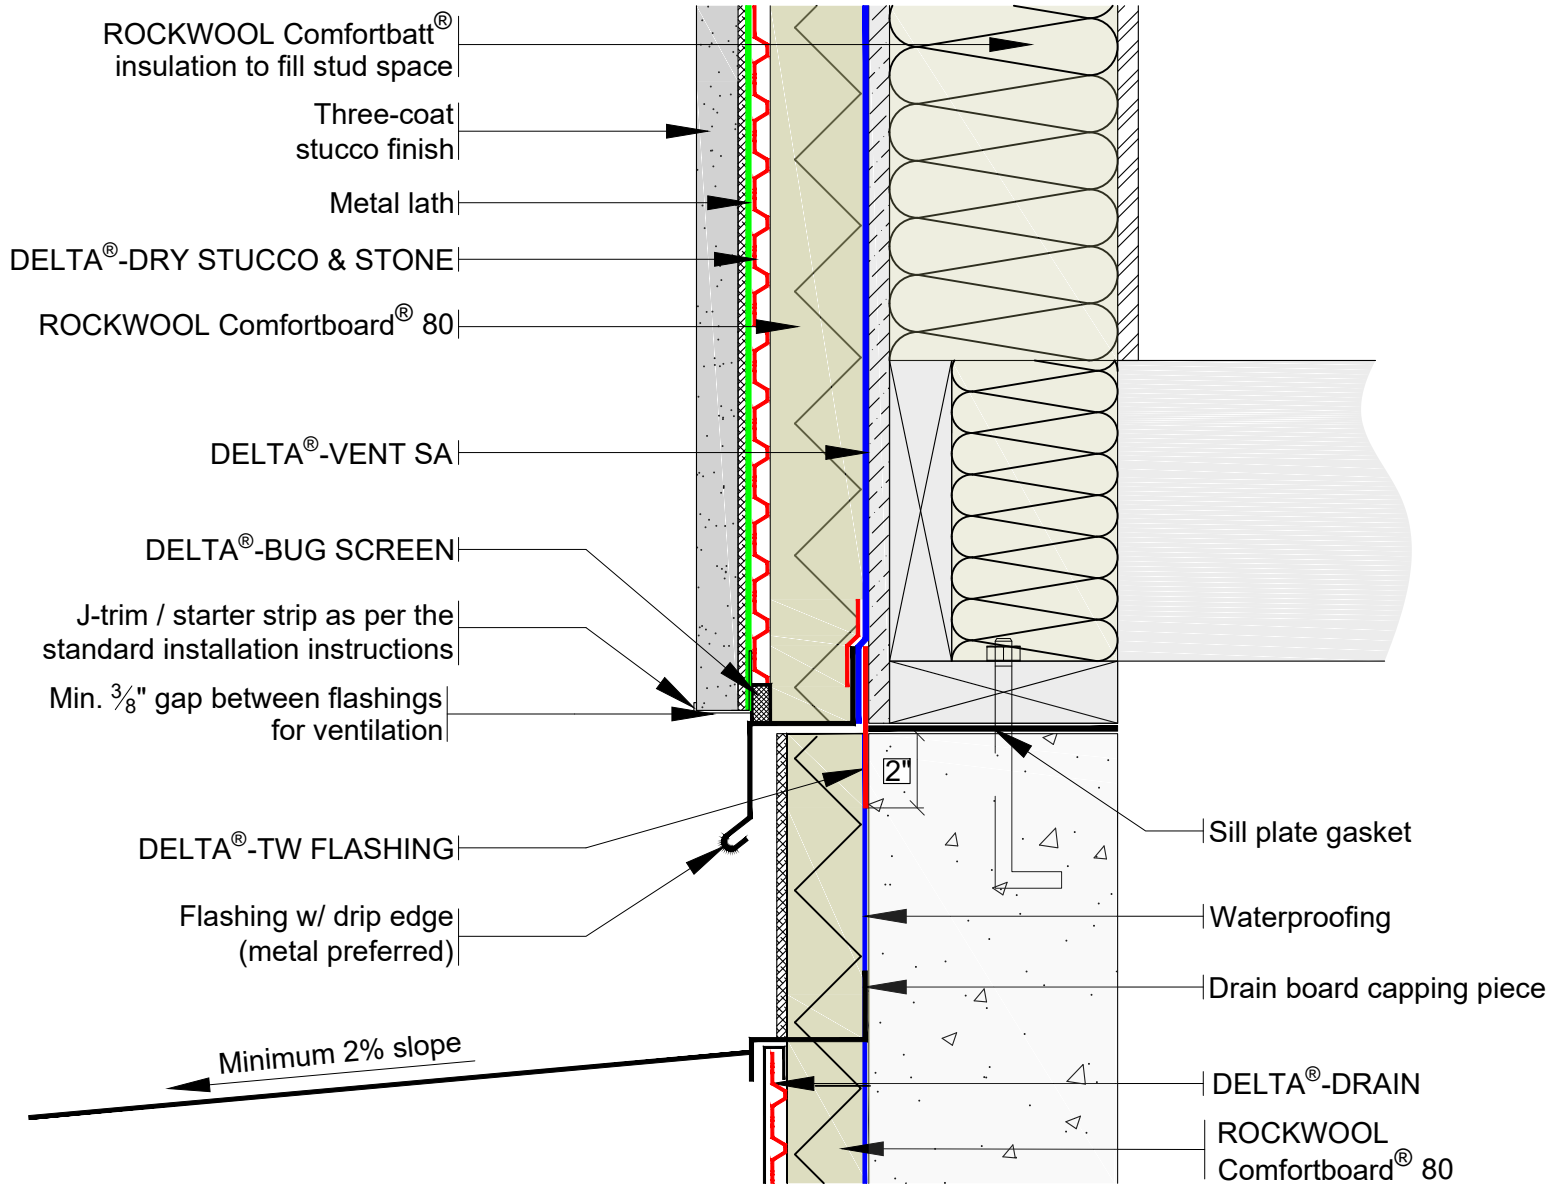 ROCKWOOL Comfortbatt®
insulation to fill stud space
Three-coat
stucco finish
Metal lath
DELTA®-DRY STUCCO & STONE
ROCKWOOL Comfortboard® 80
DELTA®-VENT SA
DELTA®-BUG SCREEN
J-trim / starter strip as per the
standard installation instructions
Min. ⅜" gap between flashings
for ventilation
DELTA®-TW FLASHING
Flashing w/ drip edge
(metal preferred)
Minimum 2% slope
2"
Sill plate gasket
Waterproofing
Drain board capping piece
DELTA®-DRAIN
ROCKWOOL
Comfortboard® 80